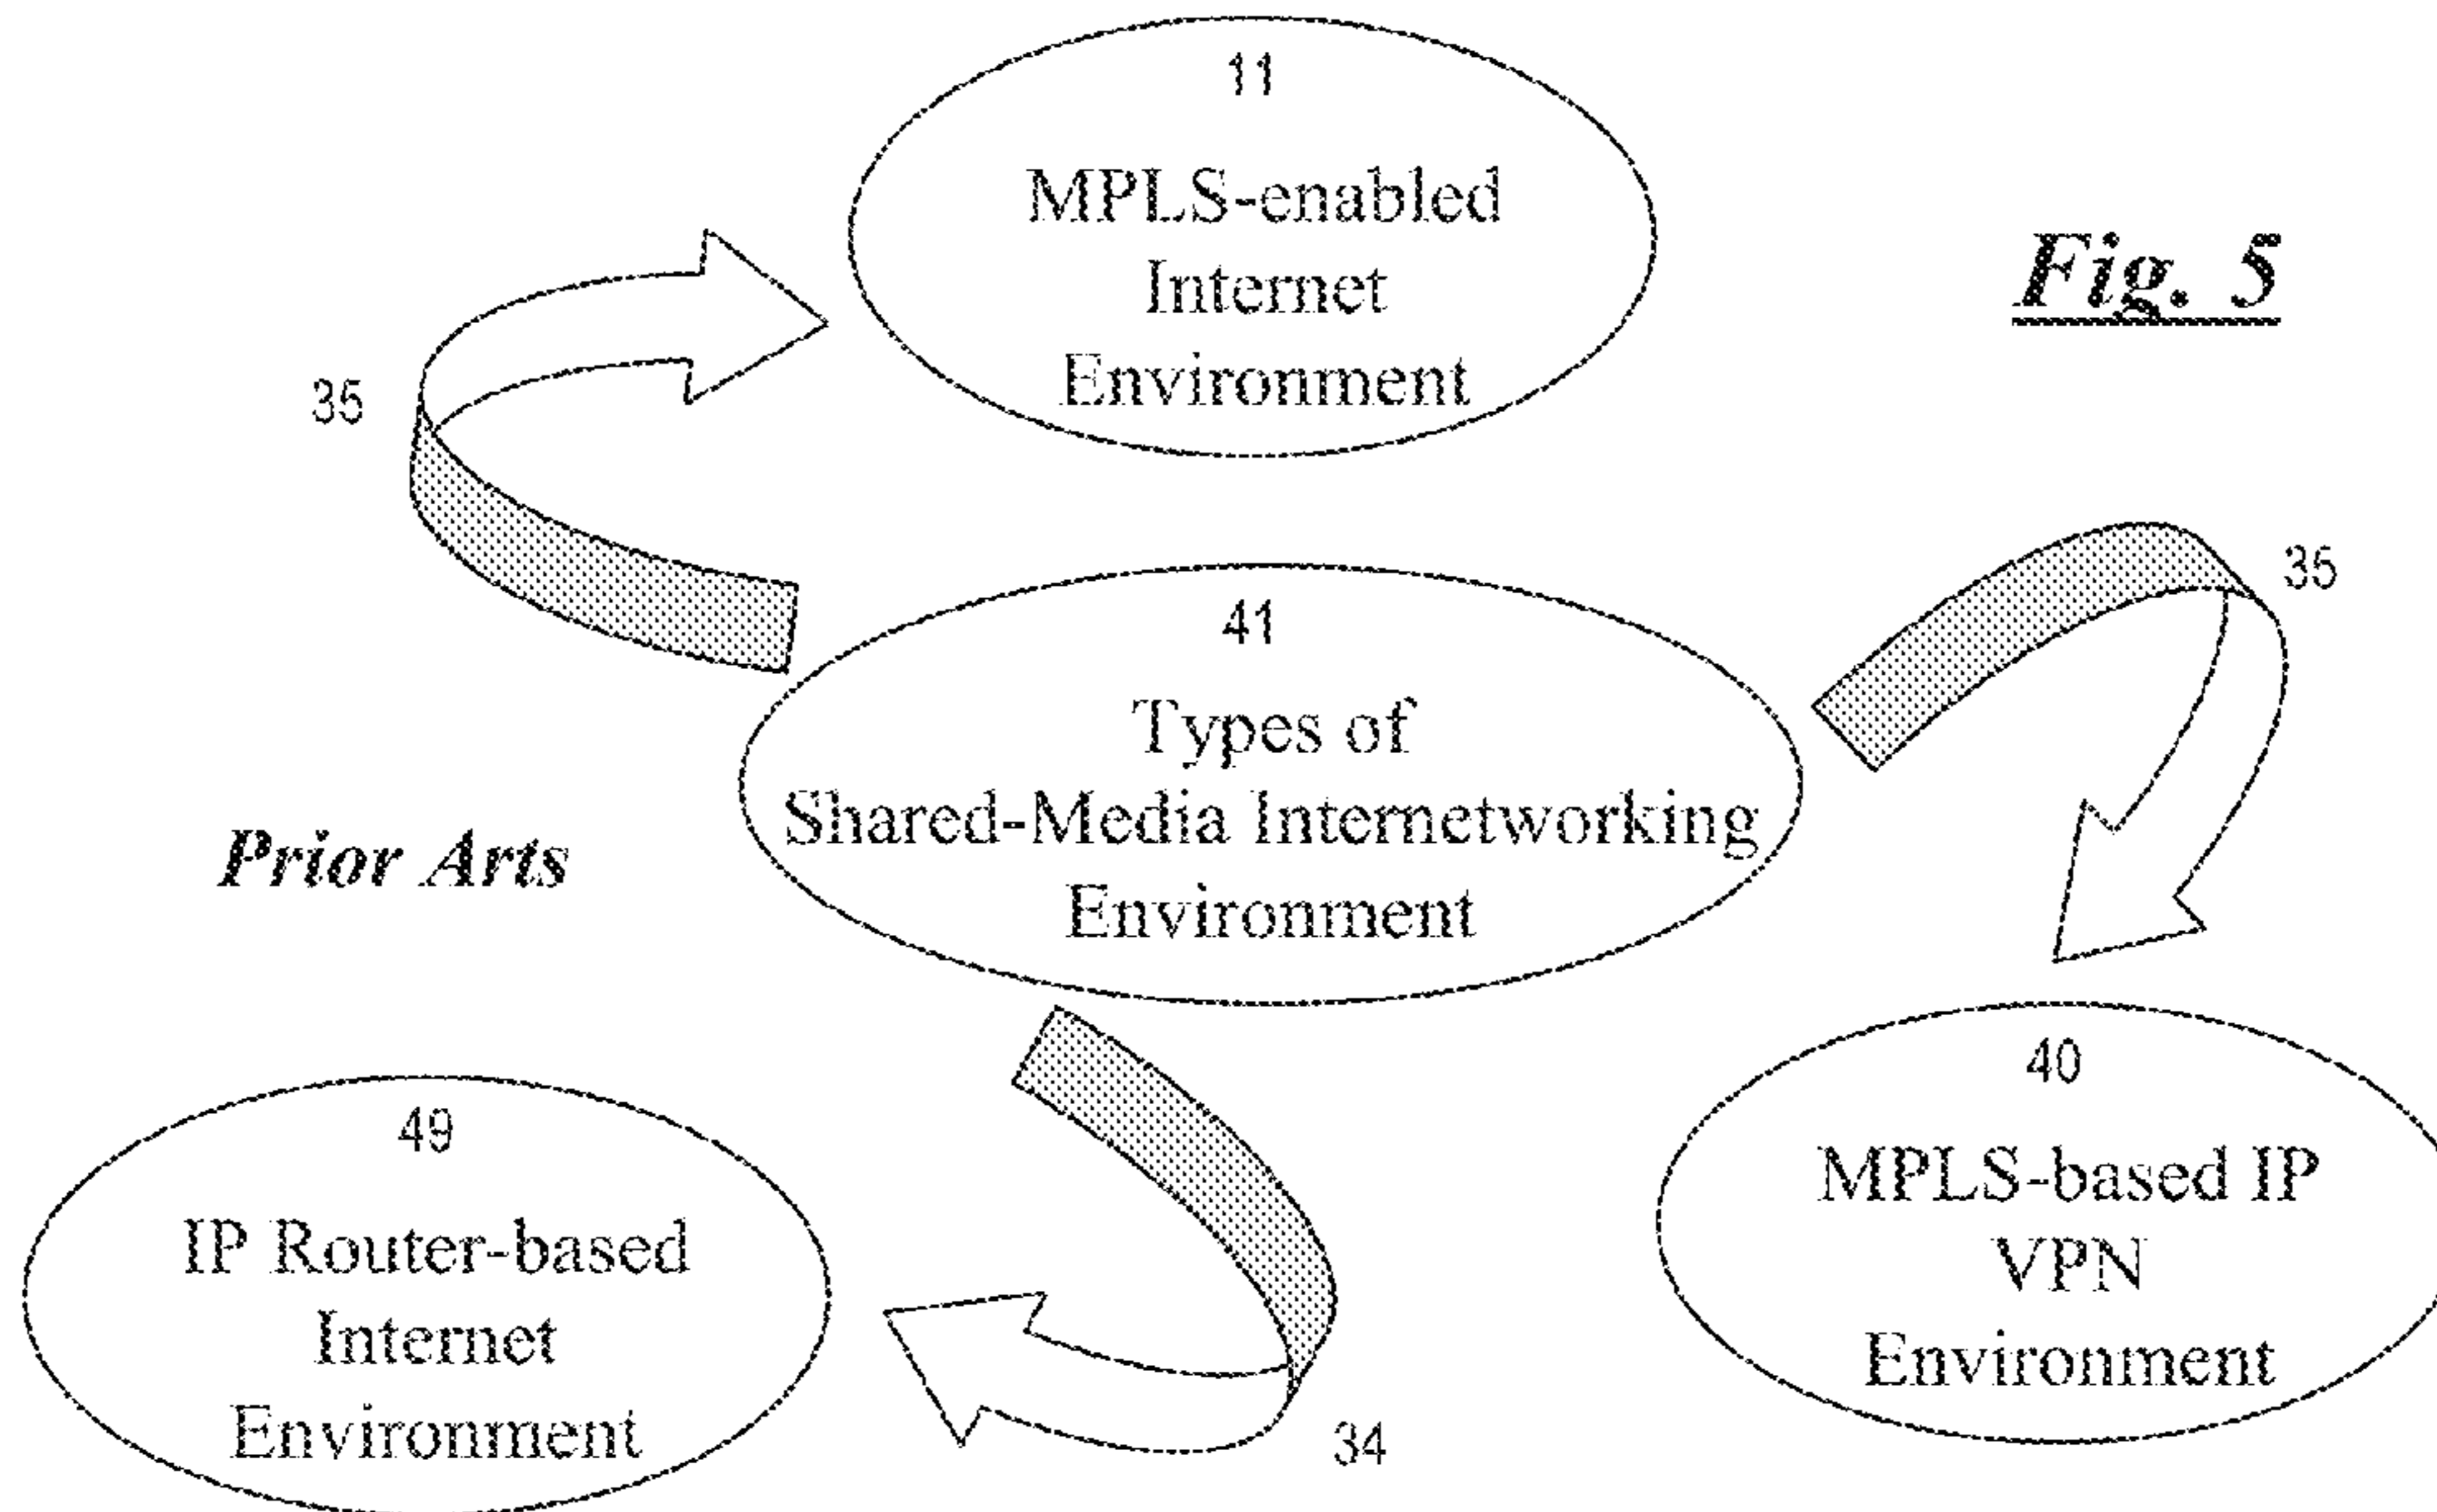 11
MPLS-enabled
Internet
Environment
Fig. 5
35
35
41
Types of
Shared-Media Internetworking
Environment
Prior Arts
40
MPLS-based IP
VPN
Environment
49
IP Router-based
Internet
Environment
34